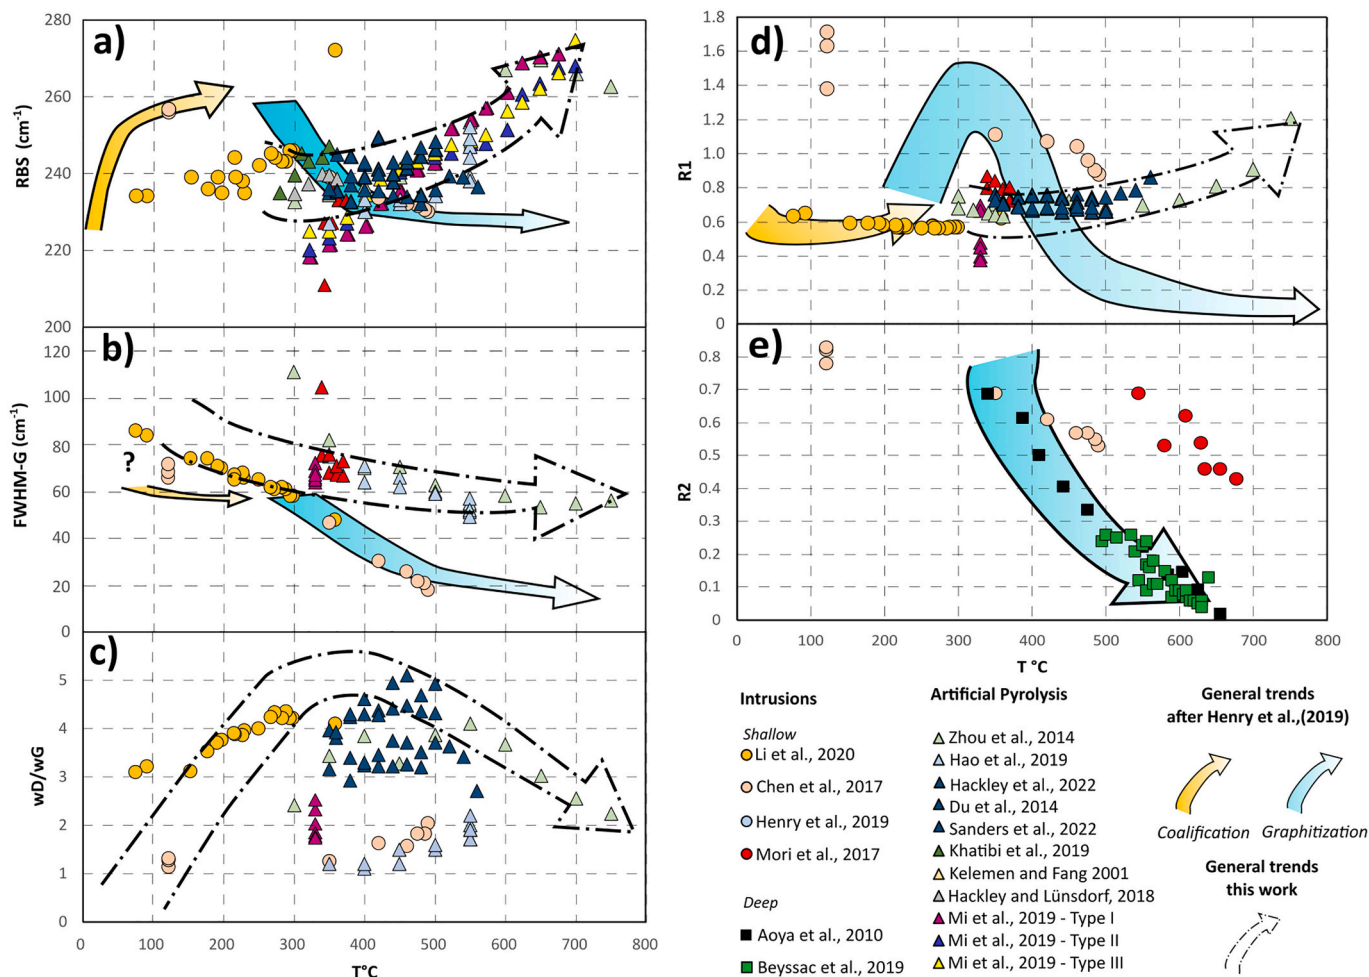 a)
RBS (cm-1)
280
260
240
220
200
b)
FWHM-G (cm-1)
120
100
80
60
40
20
0
?
c)
wD/wG
5
4
3
2
1
0
0 100 200 300 400 500 600 700 800
T°C
d)
R1
1.8
1.6
1.4
1.2
1.0
0.8
0.6
0.4
0.2
0
e)
R2
0.8
0.7
0.6
0.5
0.4
0.3
0.2
0.1
0
0 100 200 300 400 500 600 700 800
T °C
Intrusions
Shallow
Li et al., 2020
Chen et al., 2017
Henry et al., 2019
Mori et al., 2017
Deep
Aoya et al., 2010
Beyssac et al., 2019
Artificial Pyrolysis
Zhou et al., 2014
Hao et al., 2019
Hackley et al., 2022
Du et al., 2014
Sanders et al., 2022
Khatibi et al., 2019
Kelemen and Fang 2001
Hackley and Lünsdorf, 2018
Mi et al., 2019 - Type I
Mi et al., 2019 - Type II
Mi et al., 2019 - Type III
General trends
after Henry et al.,(2019)
Coalification Graphitization
General trends
this work